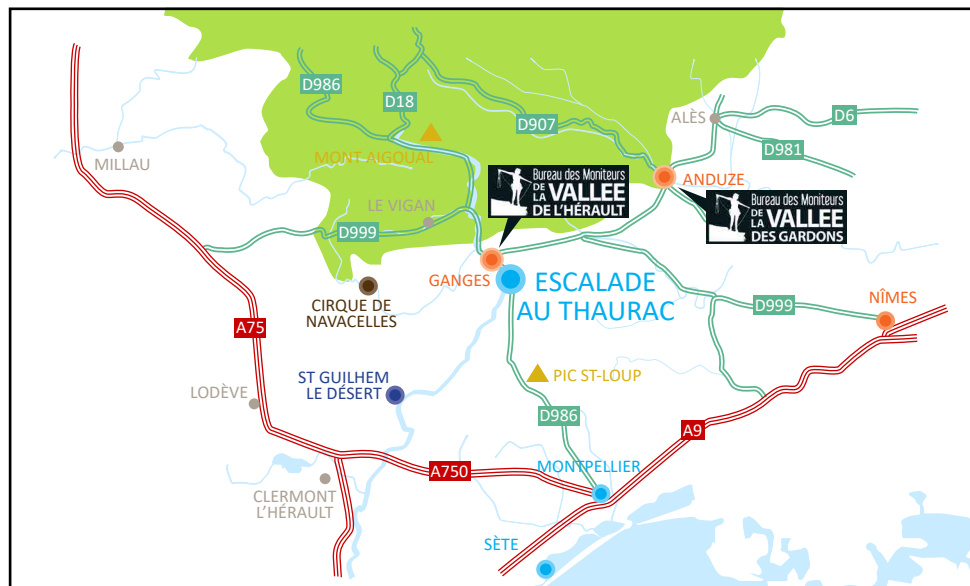 D986
D18
D907
ALÈS
D6
D981
MILLAU
MONT-AIGOUAL
Bureau des Moniteurs
DE LA VALLEE
DE L'HÉRAULT
ANDUZE
Bureau des Moniteurs
DE LA VALLEE
DES GARDONS
LE VIGAN
D999
GANGES
ESCALADE
AU THAURAC
CIRQUE DE
NAVACELLES
NÎMES
D999
A75
ST GUILHEM
LE DÉSERT
PIC ST-LOUP
LODÈVE
D986
A9
A750
MONTPELLIER
CLERMONT
L'HÉRAULT
SÈTE